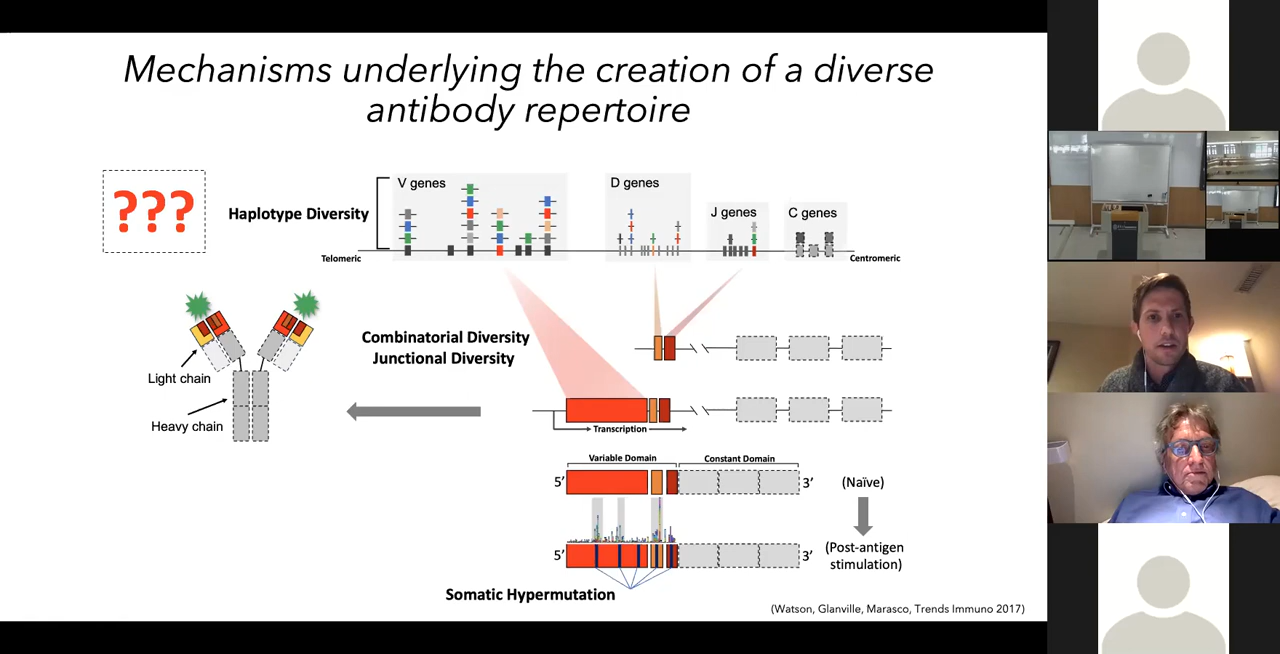 Mechanisms underlying the creation of a diverse
antibody repertoire
???
Haplotype Diversity
V genes
D genes
J genes
C genes
Telomeric
Centromeric
Combinatorial Diversity
Junctional Diversity
Light chain
Heavy chain
Transcription
Variable Domain
Constant Domain
5’
3’
(Naïve)
5’
3’
(Post-antigen
stimulation)
Somatic Hypermutation
(Watson, Glanville, Marasco, Trends Immuno 2017)